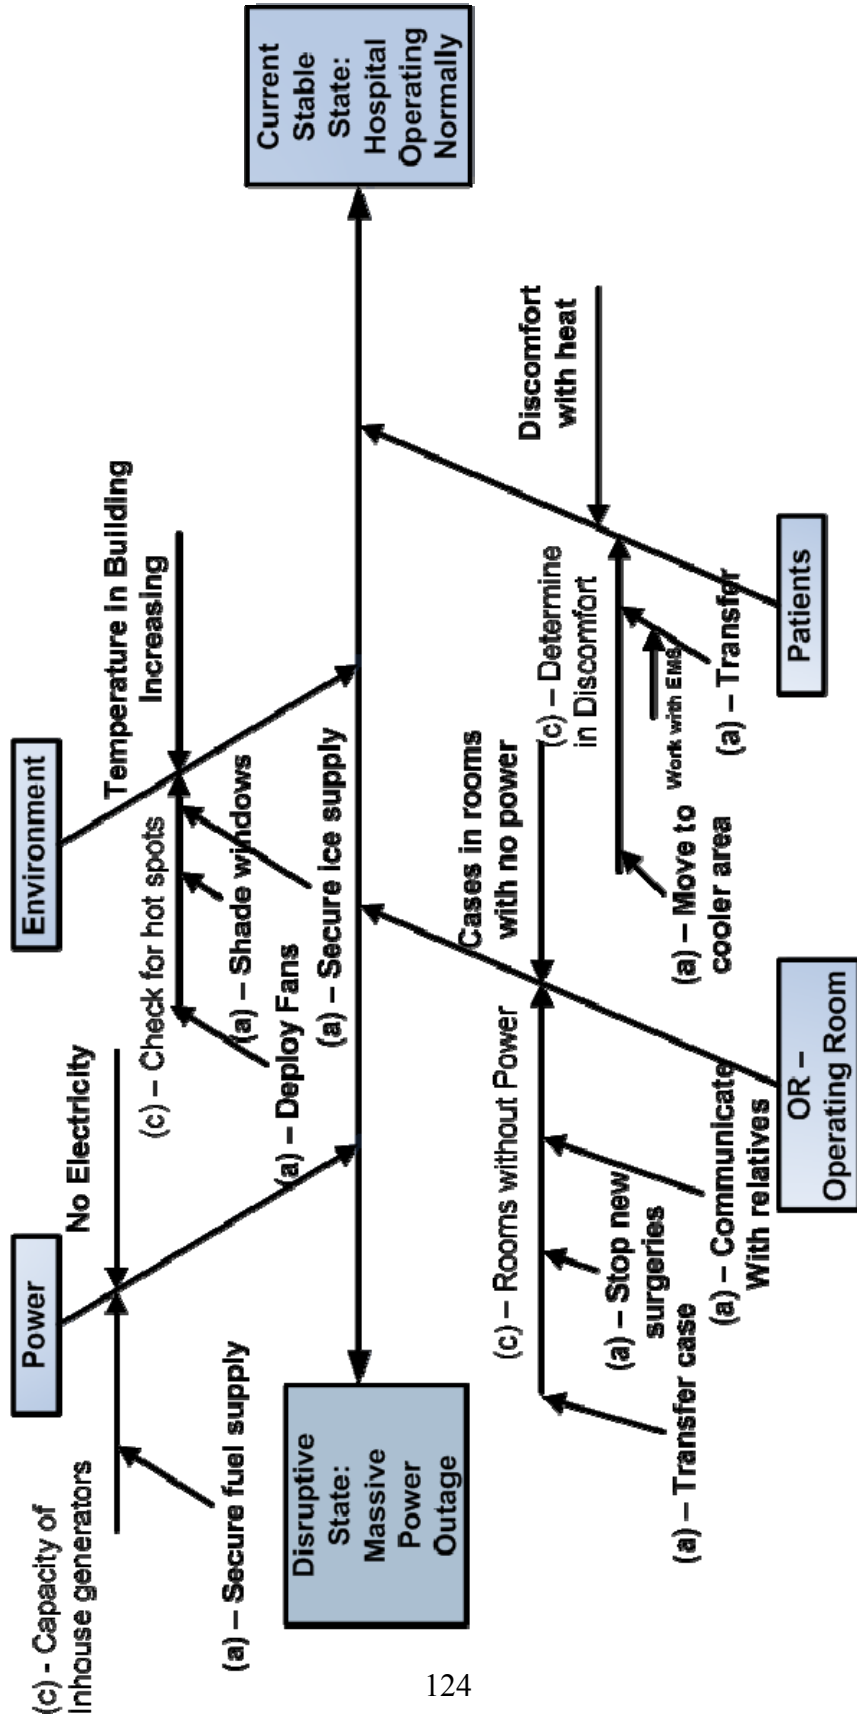 Power
No Electricity
(c) - Capacity of
Inhouse generators
(a) – Secure fuel supply
Environment
Temperature in Building
Increasing
(c) – Check for hot spots
(a) – Shade windows
(a) – Deploy Fans
(a) – Secure ice supply
Disruptive
State:
Massive
Power
Outage
Current
Stable
State:
Hospital
Operating
Normally
Cases in rooms
with no power
(c) – Rooms without Power
(a) – Stop new
surgeries
(a) – Transfer case
(a) – Communicate
With relatives
OR –
Operating Room
Discomfort
with heat
(c) – Determine
in Discomfort
Work with EMS
(a) – Transfer
(a) – Move to
cooler area
Patients
124